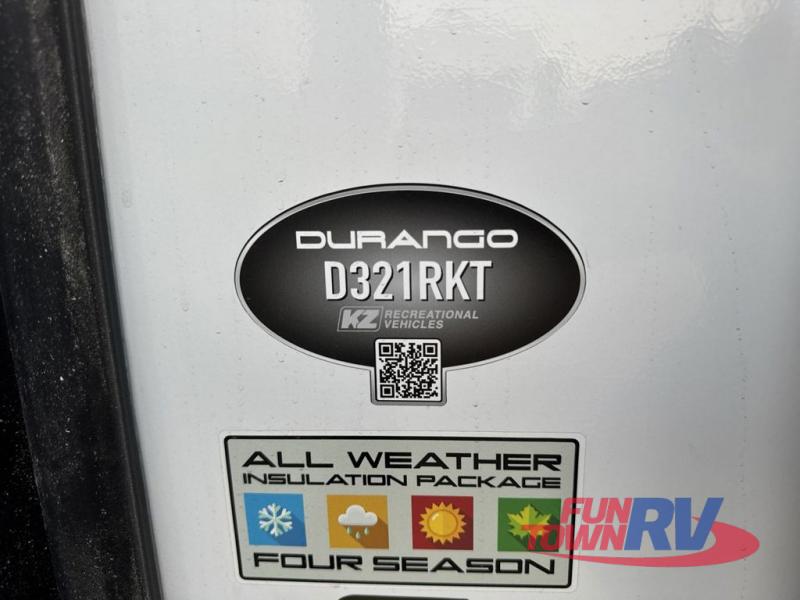 DURANGO
D321RKT
KZ RECREATIONAL
VEHICLES
ALL WEATHER
INSULATION PACKAGE
FOUR SEASON
FUN
TOWN RV